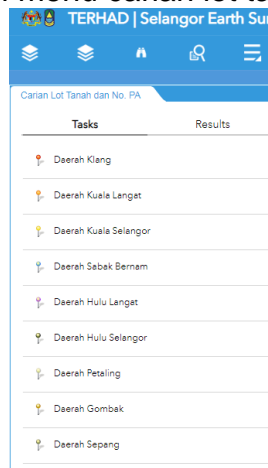 TERHAD | Selangor Earth Sur
Carian Lot Tanah dan No. PA
Tasks
Results
Daerah Klang
Daerah Kuala Langat
Daerah Kuala Selangor
Daerah Sabak Bernam
Daerah Hulu Langat
Daerah Hulu Selangor
Daerah Petaling
Daerah Gombak
Daerah Sepang